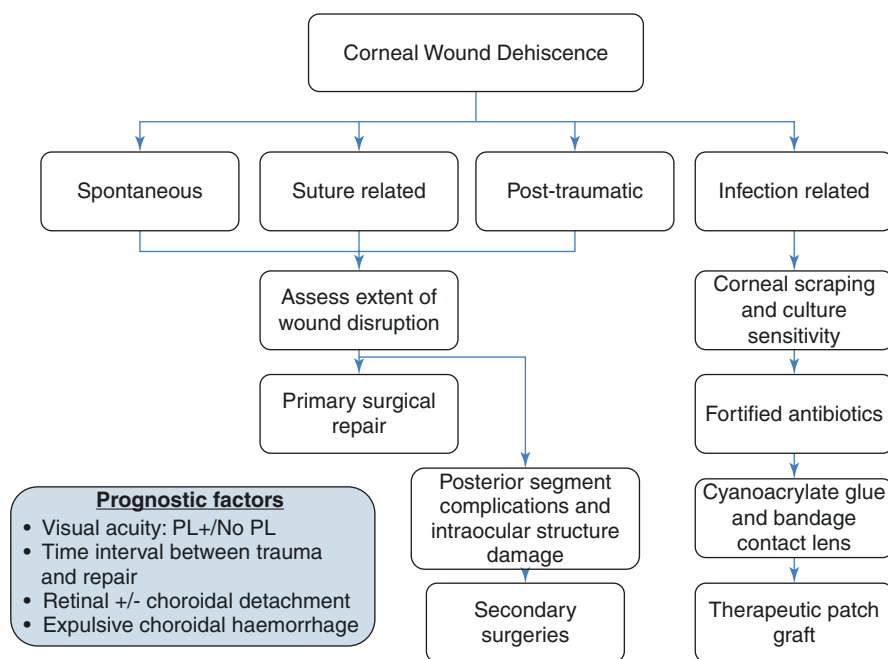 Corneal Wound Dehiscence
Spontaneous
Suture related
Post-traumatic
Infection related
Assess extent of
wound disruption
Corneal scraping
and culture
sensitivity
Primary surgical
repair
Fortified antibiotics
Posterior segment
complications and
intraocular structure
damage
Cyanoacrylate glue
and bandage
contact lens
Secondary
surgeries
Therapeutic patch
graft
Prognostic factors
• Visual acuity: PL+/No PL
• Time interval between trauma
and repair
• Retinal +/- choroidal detachment
• Expulsive choroidal haemorrhage